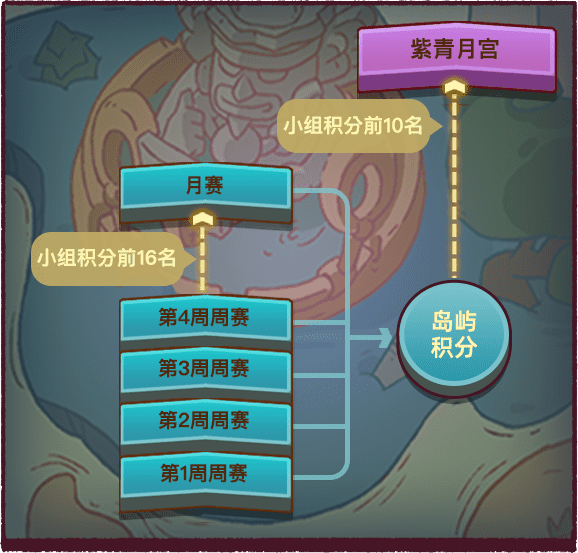 紫青月宫
小组积分前10名
月赛
小组积分前16名
第4周周赛
第3周周赛
第2周周赛
第1周周赛
岛屿
积分